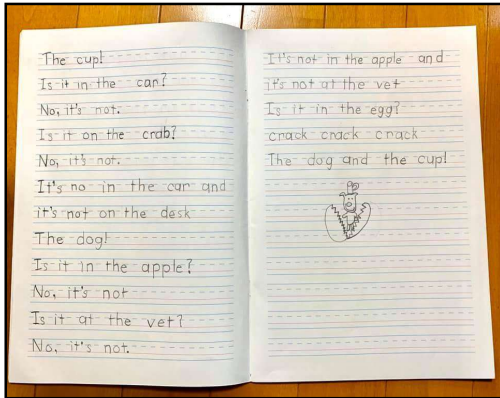 The cup!
Is it in the car?
No, it's not.
Is it on the crab?
No, it's not.
It's no in the car and
it's not on the desk
The dog!
Is it in the apple?
No, it's not
Is it at the vet?
No, it's not.
It's not in the apple and
it's not at the vet
Is it in the egg?
crack crack crack
The dog and the cup!